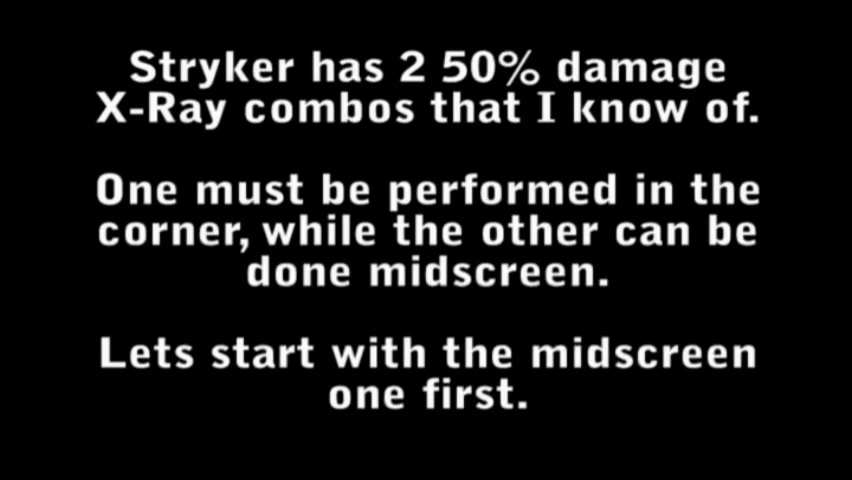 Stryker has 2 50% damage
X-Ray combos that I know of.
One must be performed in the
corner, while the other can be
done midscreen.
Lets start with the midscreen
one first.